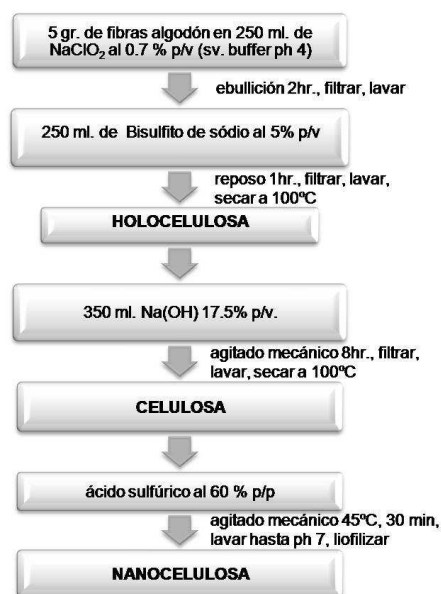 5 gr. de fibras algodón en 250 ml. de
NaClO₂ al 0.7 % p/v (sv. buffer ph 4)
ebullición 2hr., filtrar, lavar
250 ml. de Bisulfito de sódio al 5% p/v
reposo 1hr., filtrar, lavar,
secar a 100ºC
HOLOCELULOSA
350 ml. Na(OH) 17.5% p/v.
agitado mecánico 8hr., filtrar,
lavar, secar a 100ºC
CELULOSA
ácido sulfúrico al 60 % p/p
agitado mecánico 45ºC, 30 min,
lavar hasta ph 7, liofilizar
NANOCELULOSA